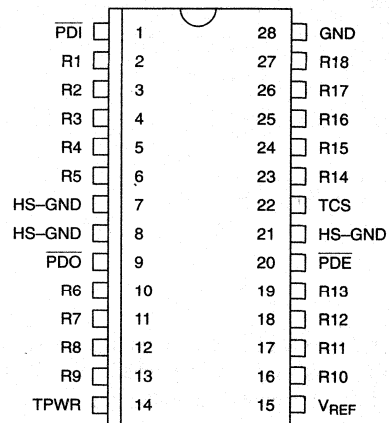 PDI 1 28 GND
R1 2 27 R18
R2 3 26 R17
R3 4 25 R16
R4 5 24 R15
R5 6 23 R14
HS–GND 7 22 TCS
HS–GND 8 21 HS–GND
PDO 9 20 PDE
R6 10 19 R13
R7 11 18 R12
R8 12 17 R11
R9 13 16 R10
TPWR 14 15 VREF